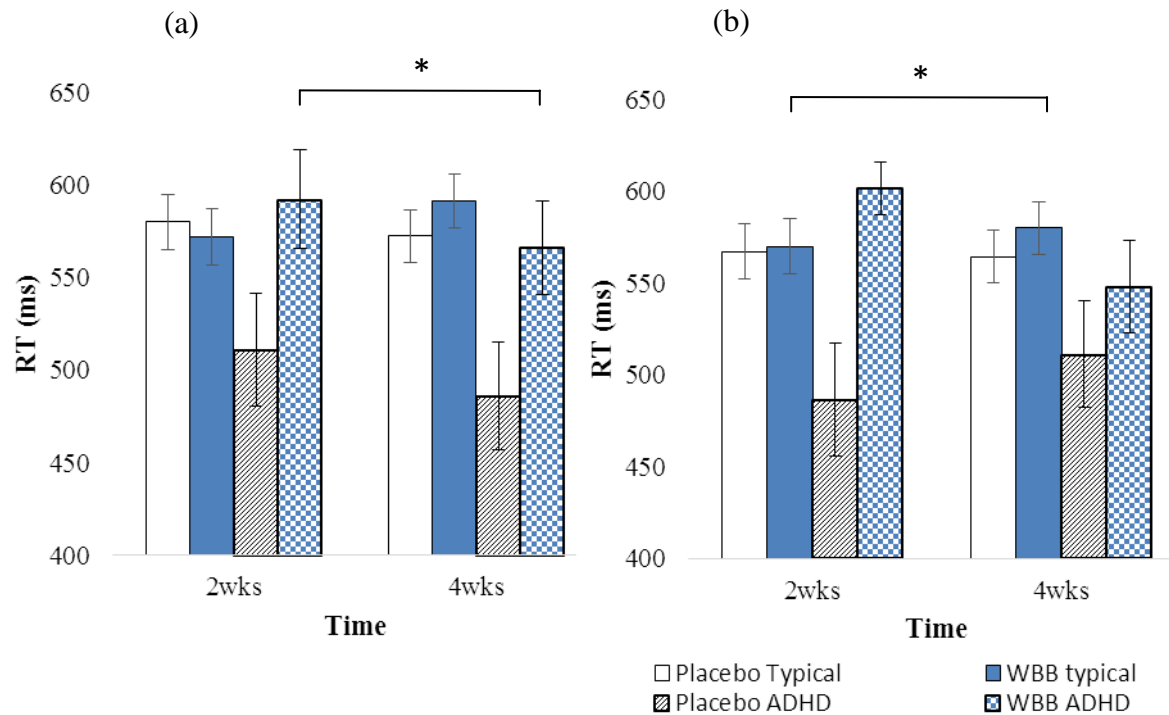 (a)
*
650
600
550
500
450
400
RT (ms)
2wks 4wks
Time
(b)
*
650
600
550
500
450
400
RT (ms)
2wks 4wks
Time
Placebo Typical WBB typical
Placebo ADHD WBB ADHD